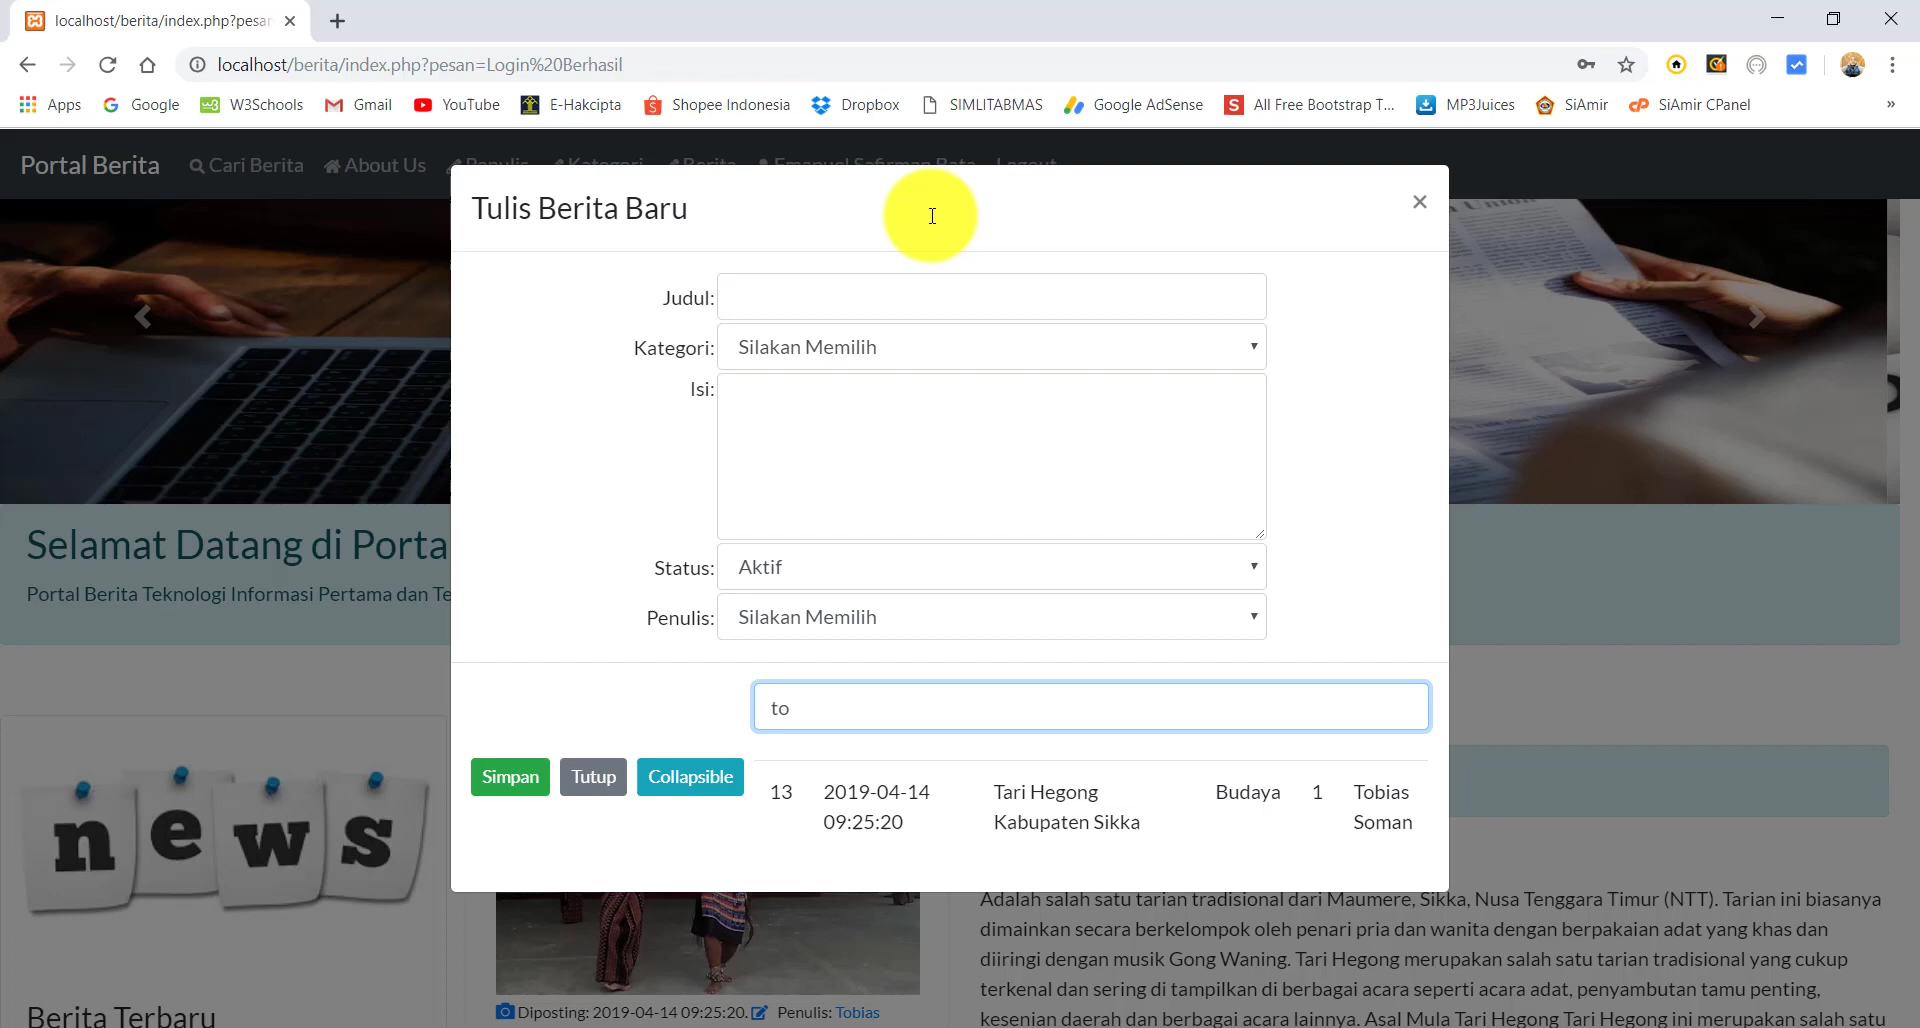 localhost/berita/index.php?pesan
localhost/berita/index.php?pesan=Login%20Berhasil
Apps Google W3Schools Gmail YouTube E-Hakcipta Shopee Indonesia Dropbox SIMLITABMAS Google AdSense All Free Bootstrap T... MP3Juices SiAmir SiAmir CPanel »
Portal Berita Cari Berita About Us Penulis Kategori Berita Emanuel Safirman Bata Logout
Tulis Berita Baru ×
Judul:
Kategori: Silakan Memilih
Isi:
Status: Aktif
Penulis: Silakan Memilih
to
Simpan Tutup Collapsible
13 2019-04-14 Tari Hegong Budaya 1 Tobias
09:25:20 Kabupaten Sikka Soman
Selamat Datang di Porta
Portal Berita Teknologi Informasi Pertama dan Te
news
Berita Terbaru
Diposting: 2019-04-14 09:25:20. Penulis: Tobias
Adalah salah satu tarian tradisional dari Maumere, Sikka, Nusa Tenggara Timur (NTT). Tarian ini biasanya
dimainkan secara berkelompok oleh penari pria dan wanita dengan berpakaian adat yang khas dan
diiringi dengan musik Gong Waning. Tari Hegong merupakan salah satu tarian tradisional yang cukup
terkenal dan sering di tampilkan di berbagai acara seperti acara adat, penyambutan tamu penting,
kesenian daerah dan berbagai acara lainnya. Asal Mula Tari Hegong Tari Hegong ini merupakan salah satu